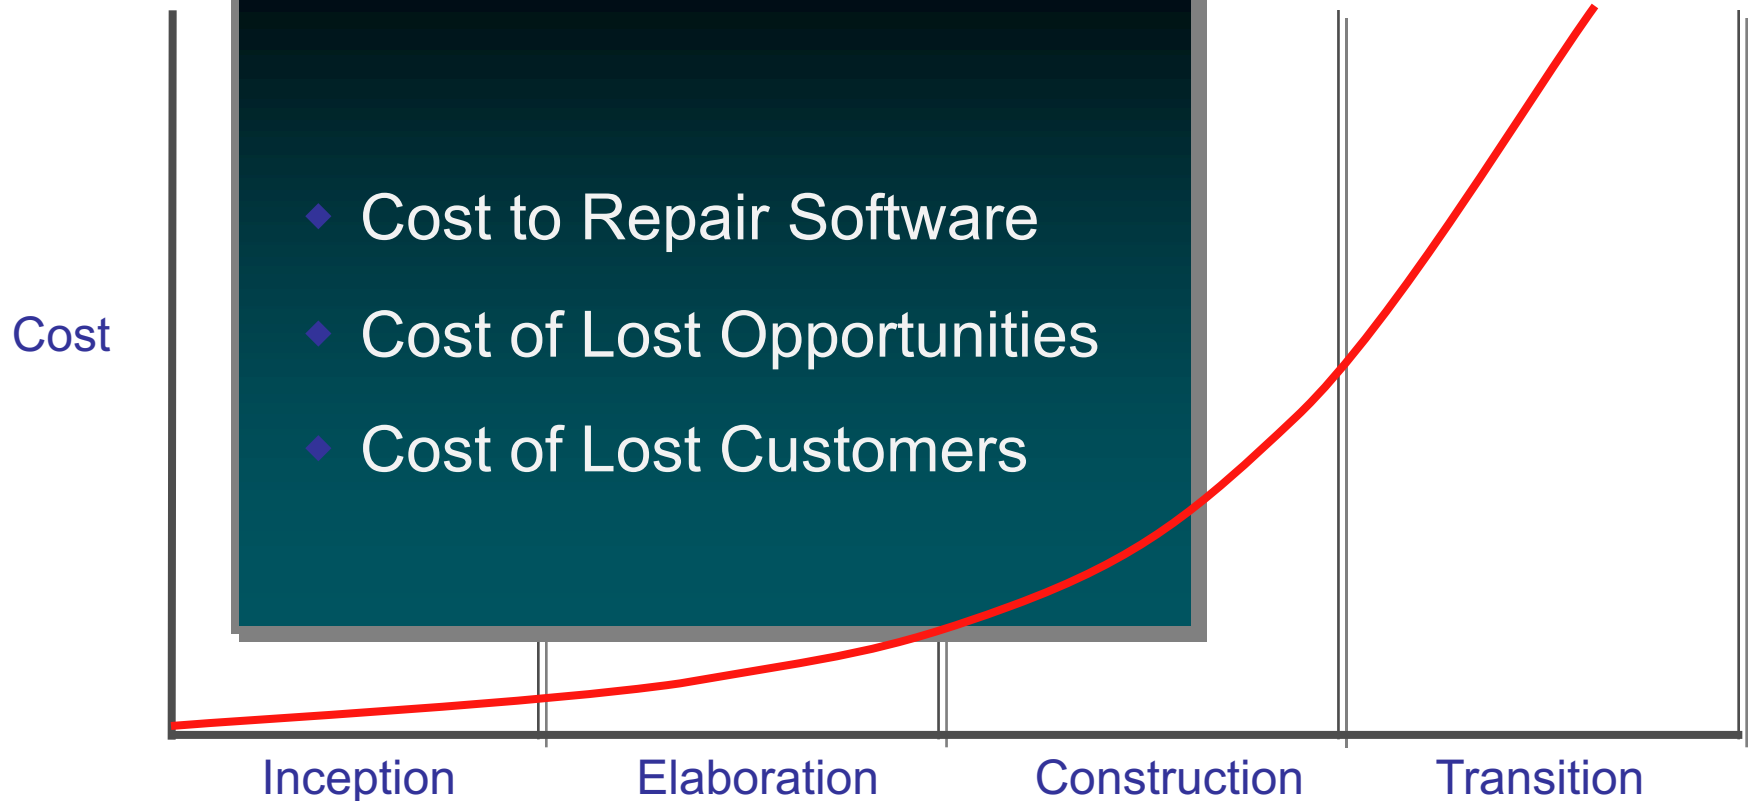 Cost to Repair Software
Cost of Lost Opportunities
Cost
Cost of Lost Customers
Inception Elaboration Construction Transition